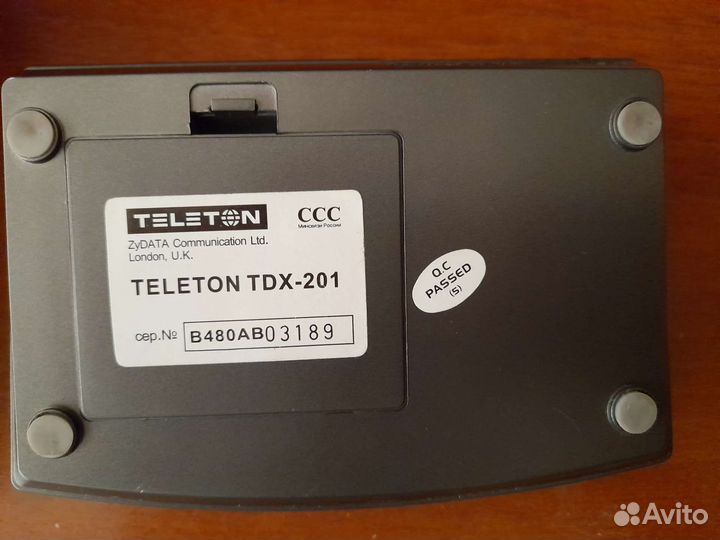 TELETON
CCC
Минсвязи России
ZyDATA Communication Ltd.
London, U.K.
TELETON TDX-201
сер.№ B480AB03189
Q.C
PASSED
(5)
Avito